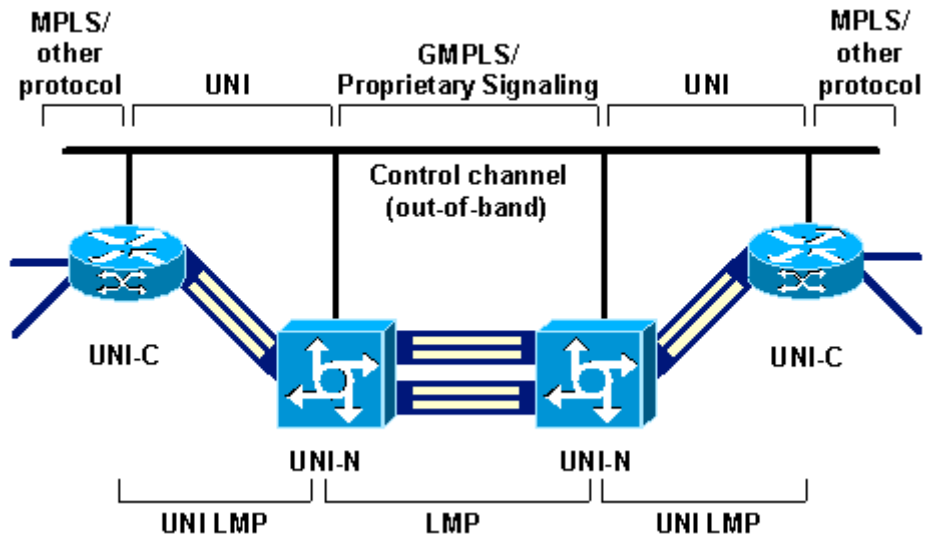 MPLS/
other
protocol
UNI
GMPLS/
Proprietary Signaling
UNI
MPLS/
other
protocol
Control channel
(out-of-band)
UNI-C
UNI-C
UNI-N
UNI-N
UNI LMP
LMP
UNI LMP